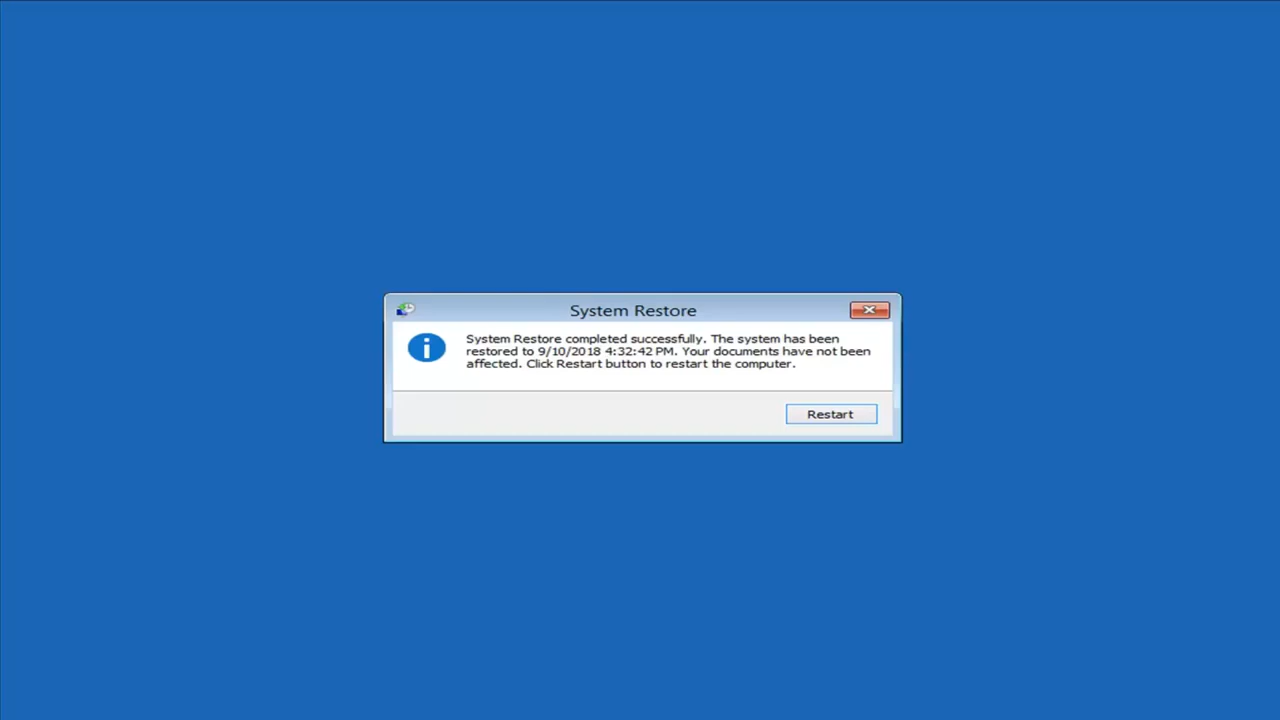 System Restore
System Restore completed successfully. The system has been
restored to 9/10/2018 4:32:42 PM. Your documents have not been
affected. Click Restart button to restart the computer.
Restart